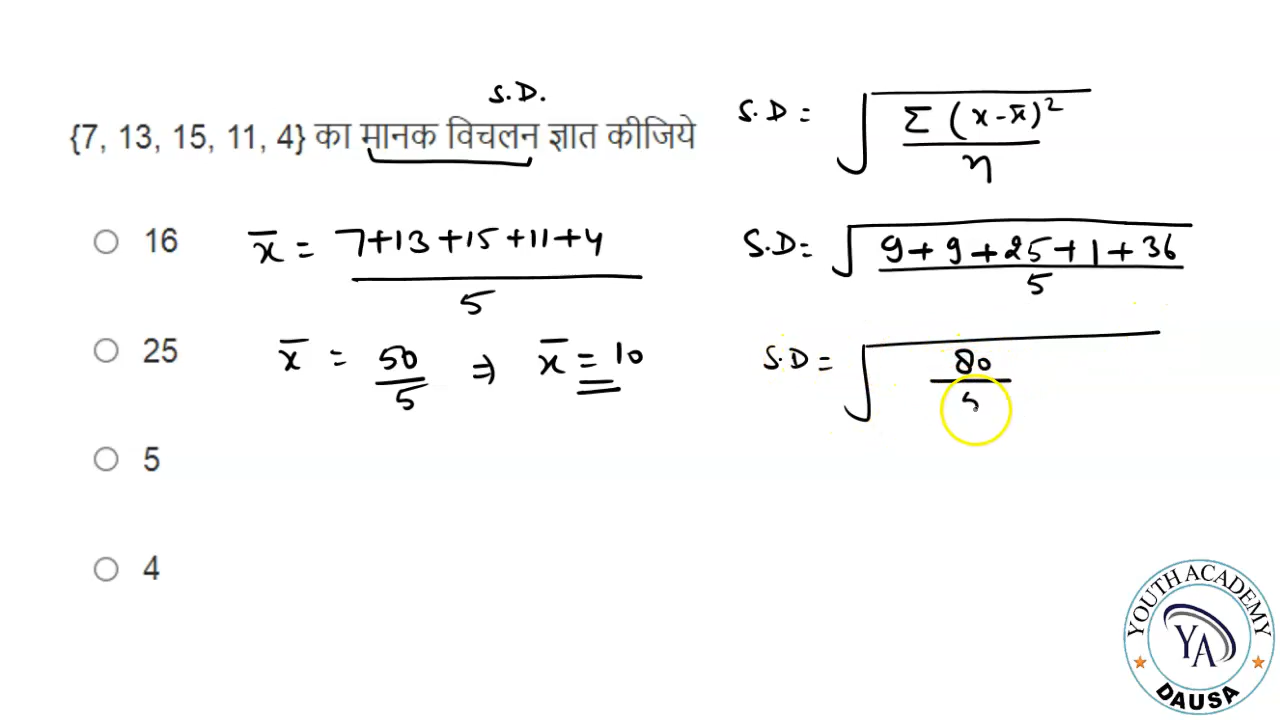 S.D.
{7, 13, 15, 11, 4} का मानक विचलन ज्ञात कीजिये
16
25
5
4
x̄ = 7+13+15+11+4
5
x̄ = 50
5
⇒ x̄ = 10
S.D = √ Σ (x-x̄)²
n
S.D = √ 9+9+25+1+36
5
S.D = √ 80
5
YOUTH ACADEMY
YA
DAUSA